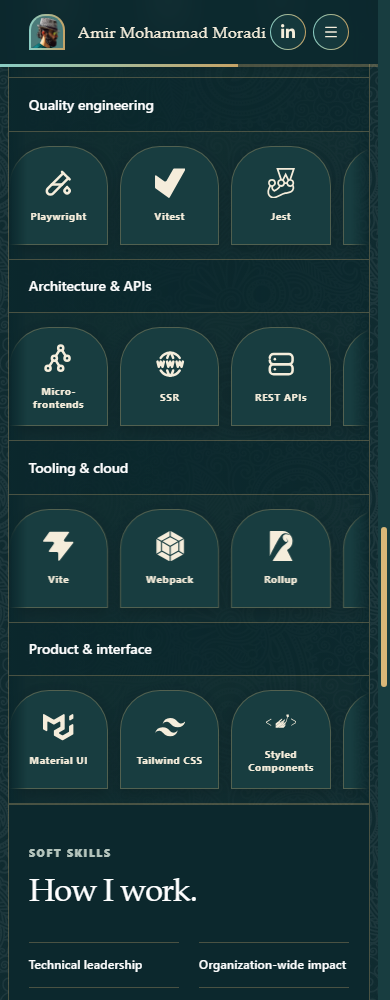 Amir Mohammad Moradi in
Quality engineering
Playwright Vitest Jest
Architecture & APIs
WWW
Micro-
frontends SSR REST APIs
Tooling & cloud
Vite Webpack Rollup
Product & interface
Material UI Tailwind CSS Styled
Components
SOFT SKILLS
How I work.
Technical leadership Organization-wide impact